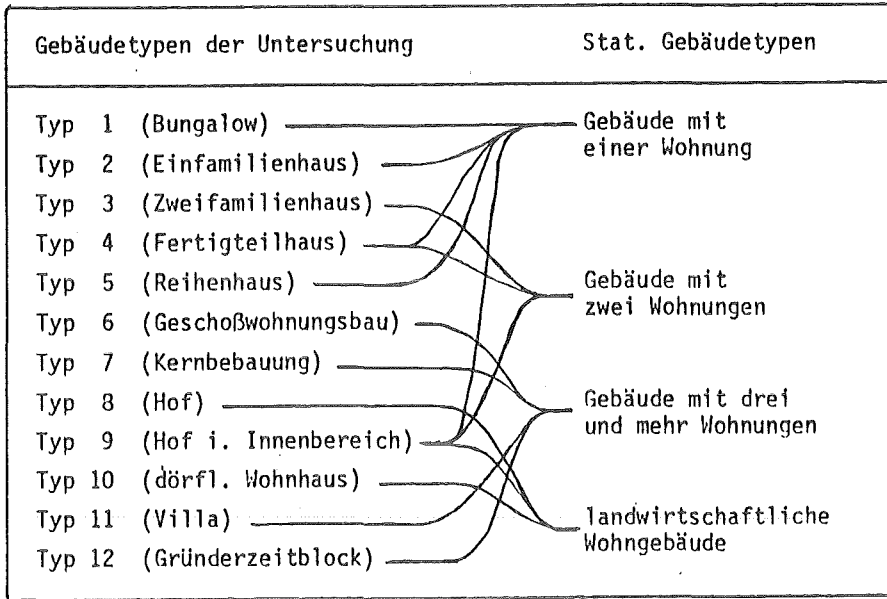 Gebäudetypen der Untersuchung Stat. Gebäudetypen
Typ 1 (Bungalow)
Typ 2 (Einfamilienhaus)
Typ 3 (Zweifamilienhaus)
Typ 4 (Fertigteilhaus)
Typ 5 (Reihenhaus)
Typ 6 (Geschoßwohnungsbau)
Typ 7 (Kernbebauung)
Typ 8 (Hof)
Typ 9 (Hof i. Innenbereich)
Typ 10 (dörfl. Wohnhaus)
Typ 11 (Villa)
Typ 12 (Gründerzeitblock)
Gebäude mit
einer Wohnung
Gebäude mit
zwei Wohnungen
Gebäude mit drei
und mehr Wohnungen
landwirtschaftliche
Wohngebäude